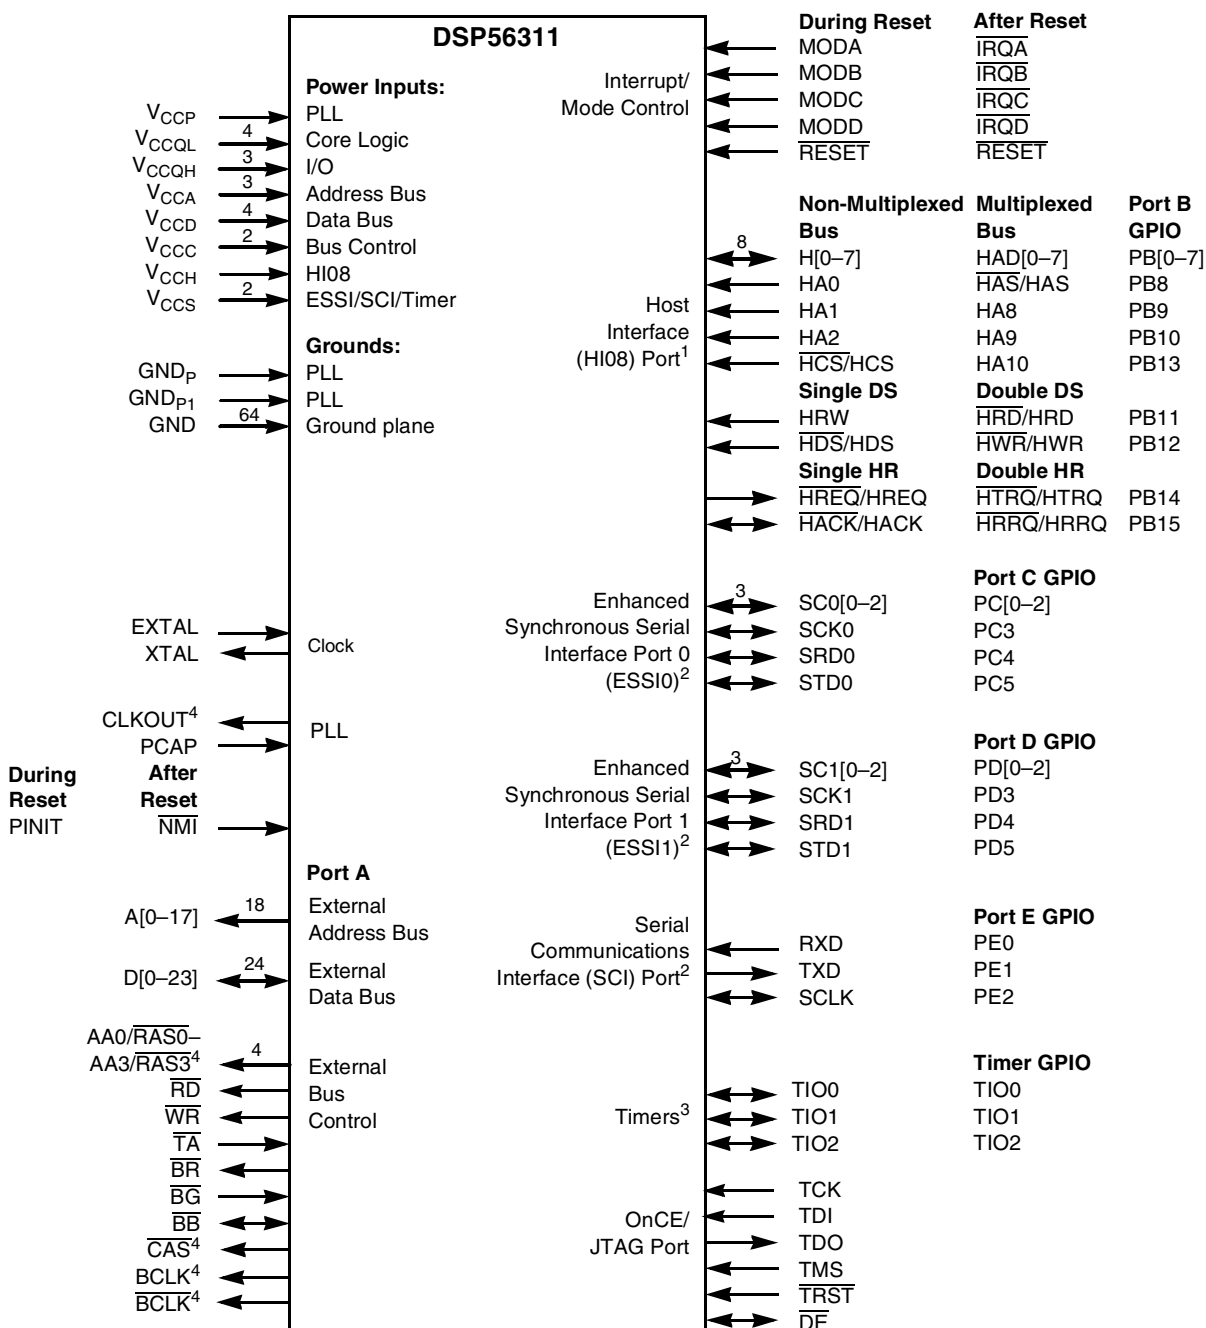 DSP56311
During Reset After Reset
MODA IRQA
MODB IRQB
MODC IRQC
MODD IRQD
RESET RESET
Interrupt/
Mode Control
Power Inputs:
VCCP PLL
VCCQL 4 Core Logic
VCCQH 3 I/O
VCCA 3 Address Bus
VCCD 4 Data Bus
VCCC 2 Bus Control
VCCH HI08
VCCS 2 ESSI/SCI/Timer
Grounds:
GNDP PLL
GNDP1 PLL
GND 64 Ground plane
Non-Multiplexed Multiplexed Port B
Bus Bus GPIO
8 H[0–7] HAD[0–7] PB[0–7]
HA0 HAS/HAS PB8
HA1 HA8 PB9
HA2 HA9 PB10
HCS/HCS HA10 PB13
Single DS Double DS
HRW HRD/HRD PB11
HDS/HDS HWR/HWR PB12
Single HR Double HR
HREQ/HREQ HTRQ/HTRQ PB14
HACK/HACK HRRQ/HRRQ PB15
Host
Interface
(HI08) Port1
EXTAL
XTAL
Clock
CLKOUT4
PCAP
PLL
During After
Reset Reset
PINIT NMI
Port C GPIO
Enhanced 3 SC0[0–2] PC[0–2]
Synchronous Serial SCK0 PC3
Interface Port 0 SRD0 PC4
(ESSI0)2 STD0 PC5
Port D GPIO
Enhanced 3 SC1[0–2] PD[0–2]
Synchronous Serial SCK1 PD3
Interface Port 1 SRD1 PD4
(ESSI1)2 STD1 PD5
Port A
A[0–17] 18 External
Address Bus
D[0–23] 24 External
Data Bus
Port E GPIO
Serial
Communications RXD PE0
Interface (SCI) Port2 TXD PE1
SCLK PE2
AA0/RAS0–
AA3/RAS34 4 External
RD Bus
WR Control
TA
BR
BG
BB
CAS4
BCLK4
BCLK4
Timer GPIO
TIO0 TIO0
Timers3 TIO1 TIO1
TIO2 TIO2
OnCE/
JTAG Port
TCK
TDI
TDO
TMS
TRST
DE